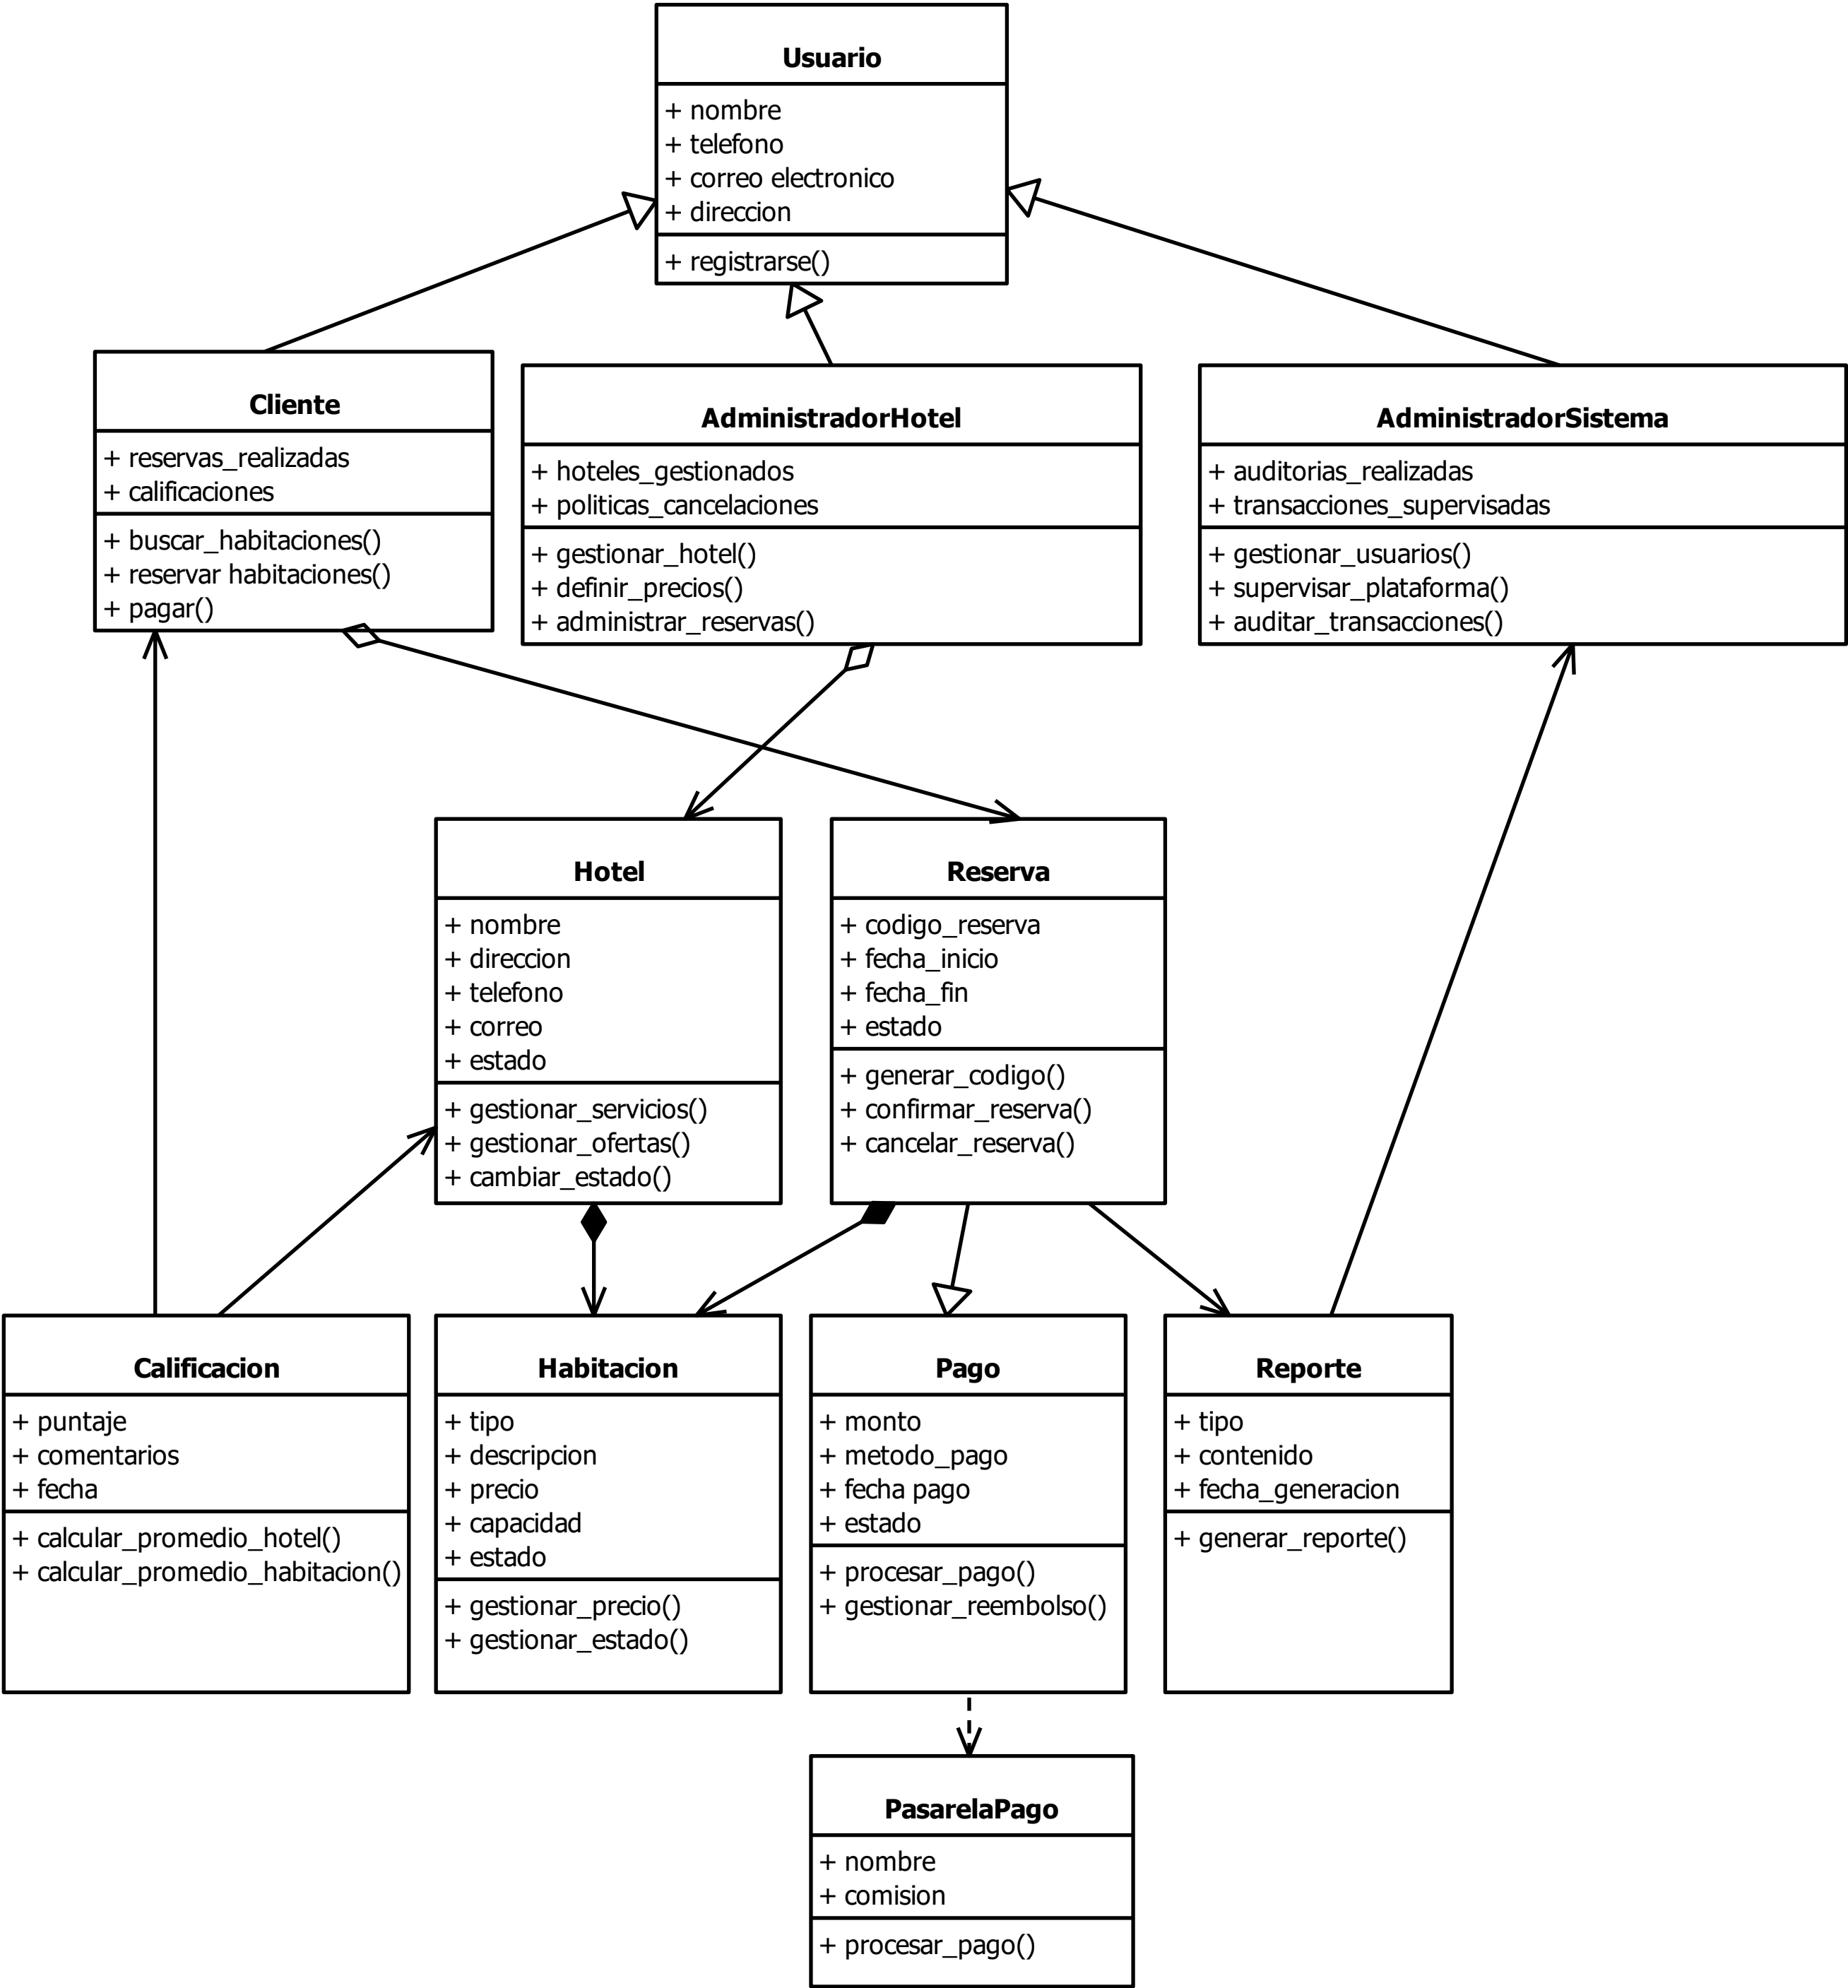 Usuario
+ nombre
+ telefono
+ correo electronico
+ direccion
+ registrarse()
Cliente
+ reservas_realizadas
+ calificaciones
+ buscar_habitaciones()
+ reservar habitaciones()
+ pagar()
AdministradorHotel
+ hoteles_gestionados
+ politicas_cancelaciones
+ gestionar_hotel()
+ definir_precios()
+ administrar_reservas()
AdministradorSistema
+ auditorias_realizadas
+ transacciones_supervisadas
+ gestionar_usuarios()
+ supervisar_plataforma()
+ auditar_transacciones()
Hotel
+ nombre
+ direccion
+ telefono
+ correo
+ estado
+ gestionar_servicios()
+ gestionar_ofertas()
+ cambiar_estado()
Reserva
+ codigo_reserva
+ fecha_inicio
+ fecha_fin
+ estado
+ generar_codigo()
+ confirmar_reserva()
+ cancelar_reserva()
Calificacion
+ puntaje
+ comentarios
+ fecha
+ calcular_promedio_hotel()
+ calcular_promedio_habitacion()
Habitacion
+ tipo
+ descripcion
+ precio
+ capacidad
+ estado
+ gestionar_precio()
+ gestionar_estado()
Pago
+ monto
+ metodo_pago
+ fecha pago
+ estado
+ procesar_pago()
+ gestionar_reembolso()
Reporte
+ tipo
+ contenido
+ fecha_generacion
+ generar_reporte()
PasarelaPago
+ nombre
+ comision
+ procesar_pago()